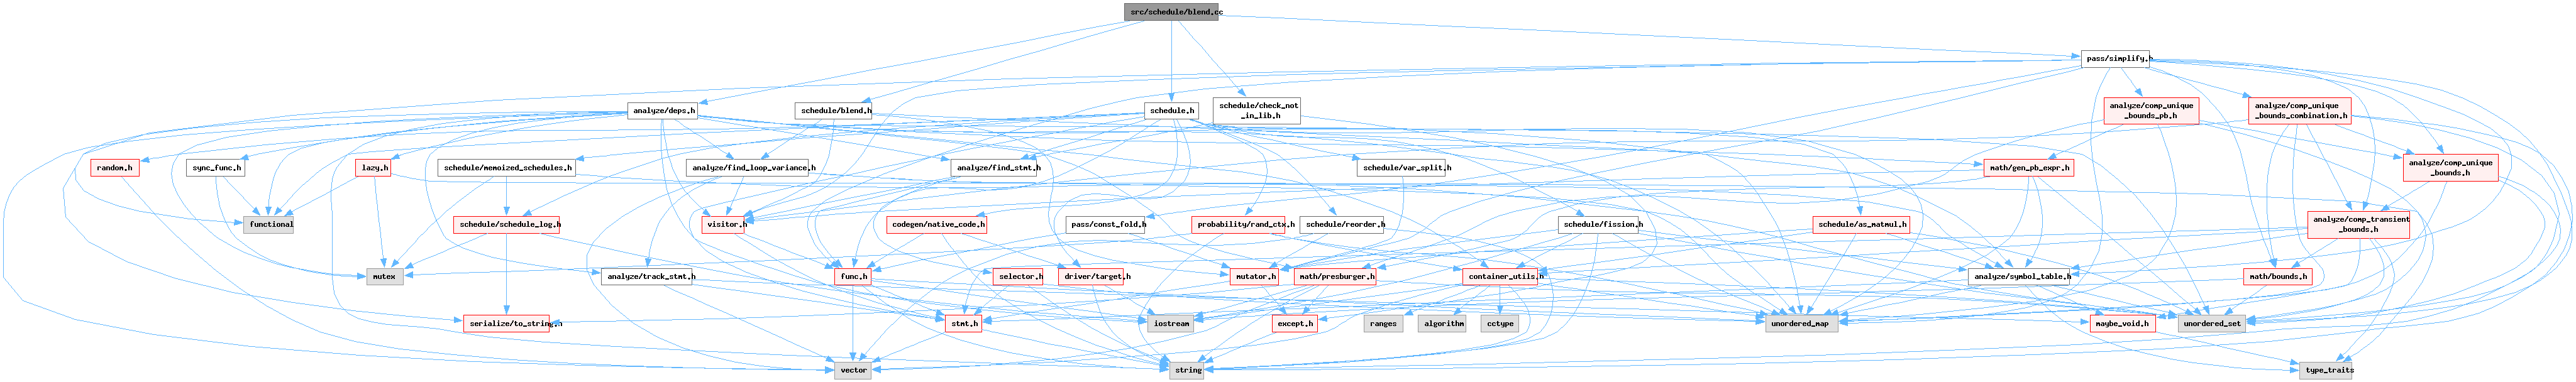 src/schedule/blend.cc
pass/simplify.h
analyze/deps.h
schedule/blend.h
schedule.h
schedule/check_not
_in_lib.h
analyze/comp_unique
_bounds_pb.h
analyze/comp_unique
_bounds_combination.h
random.h
sync_func.h
lazy.h
schedule/memoized_schedules.h
analyze/find_loop_variance.h
analyze/find_stmt.h
schedule/var_split.h
math/gen_pb_expr.h
analyze/comp_unique
_bounds.h
functional
schedule/schedule_log.h
visitor.h
codegen/native_code.h
pass/const_fold.h
probability/rand_ctx.h
schedule/reorder.h
schedule/fission.h
schedule/as_matmul.h
analyze/comp_transient
_bounds.h
mutex
analyze/track_stmt.h
func.h
selector.h
driver/target.h
mutator.h
math/presburger.h
container_utils.h
analyze/symbol_table.h
math/bounds.h
serialize/to_string.h
stmt.h
iostream
except.h
ranges
algorithm
cctype
unordered_map
maybe_void.h
unordered_set
vector
string
type_traits